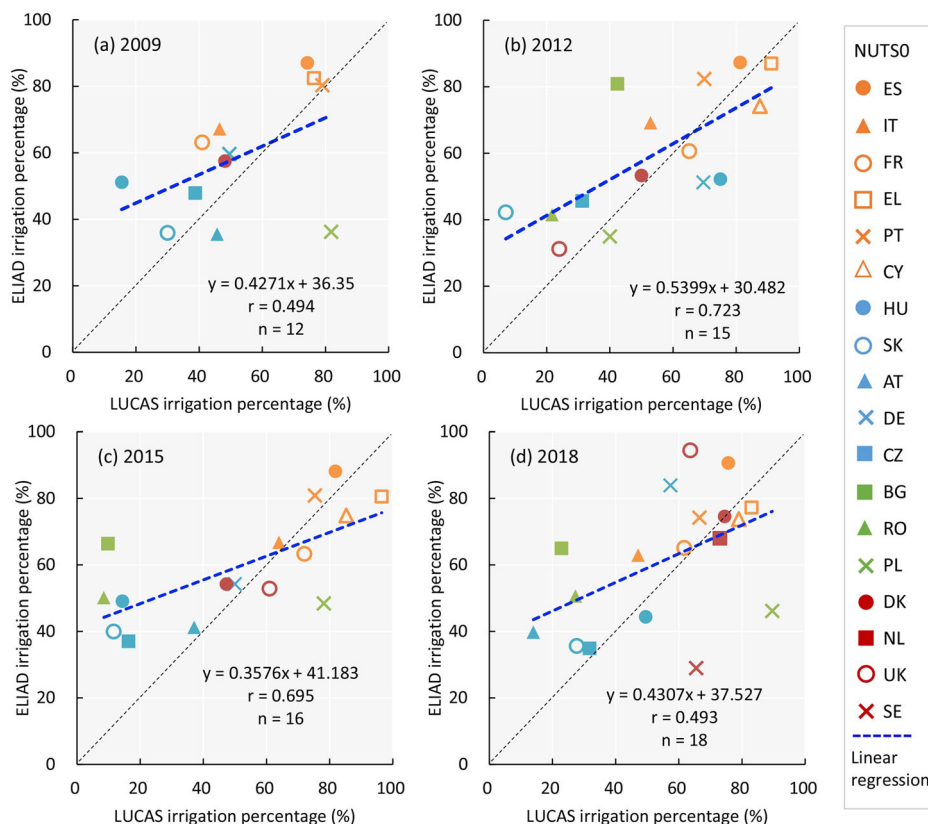 (a) 2009
100
80
60
40
20
0
ELIAD irrigation percentage (%)
y = 0.4271x + 36.35
r = 0.494
n = 12
0 20 40 60 80 100
LUCAS irrigation percentage (%)
(b) 2012
100
80
60
40
20
0
ELIAD irrigation percentage (%)
y = 0.5399x + 30.482
r = 0.723
n = 15
0 20 40 60 80 100
LUCAS irrigation percentage (%)
(c) 2015
100
80
60
40
20
0
ELIAD irrigation percentage (%)
y = 0.3576x + 41.183
r = 0.695
n = 16
0 20 40 60 80 100
LUCAS irrigation percentage (%)
(d) 2018
100
80
60
40
20
0
ELIAD irrigation percentage (%)
y = 0.4307x + 37.527
r = 0.493
n = 18
0 20 40 60 80 100
LUCAS irrigation percentage (%)
NUTS0
ES
IT
FR
EL
PT
CY
HU
SK
AT
DE
CZ
BG
RO
PL
DK
NL
UK
SE
Linear
regression